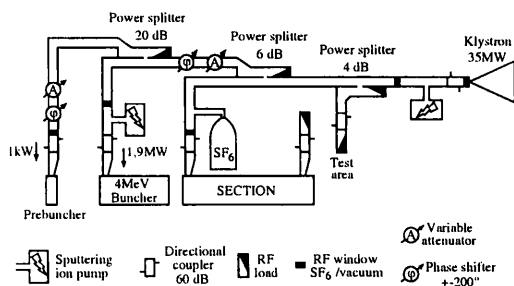 Power splitter
20 dB
Power splitter
6 dB
Power splitter
4 dB
Klystron
35MW
A
φ
φ
A
1kW
1,9MW
SF6
Test
area
4MeV
Buncher
SECTION
Prebuncher
A
Variable
attenuator
Sputtering
ion pump
Directional
coupler
60 dB
RF
load
RF window
SF6 /vacuum
φ
Phase shifter
+-200°